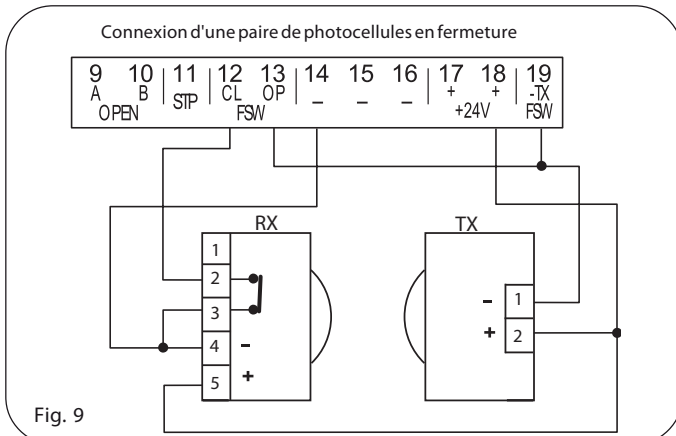 Connexion d'une paire de photocellules en fermeture
9 10 11 12 13 14 15 16 17 18 19
A B STP CL OP – – – + + -TX
OPEN FSW +24V FSW
RX TX
1
2
3
4 –
5 +
– 1
+ 2
Fig. 9